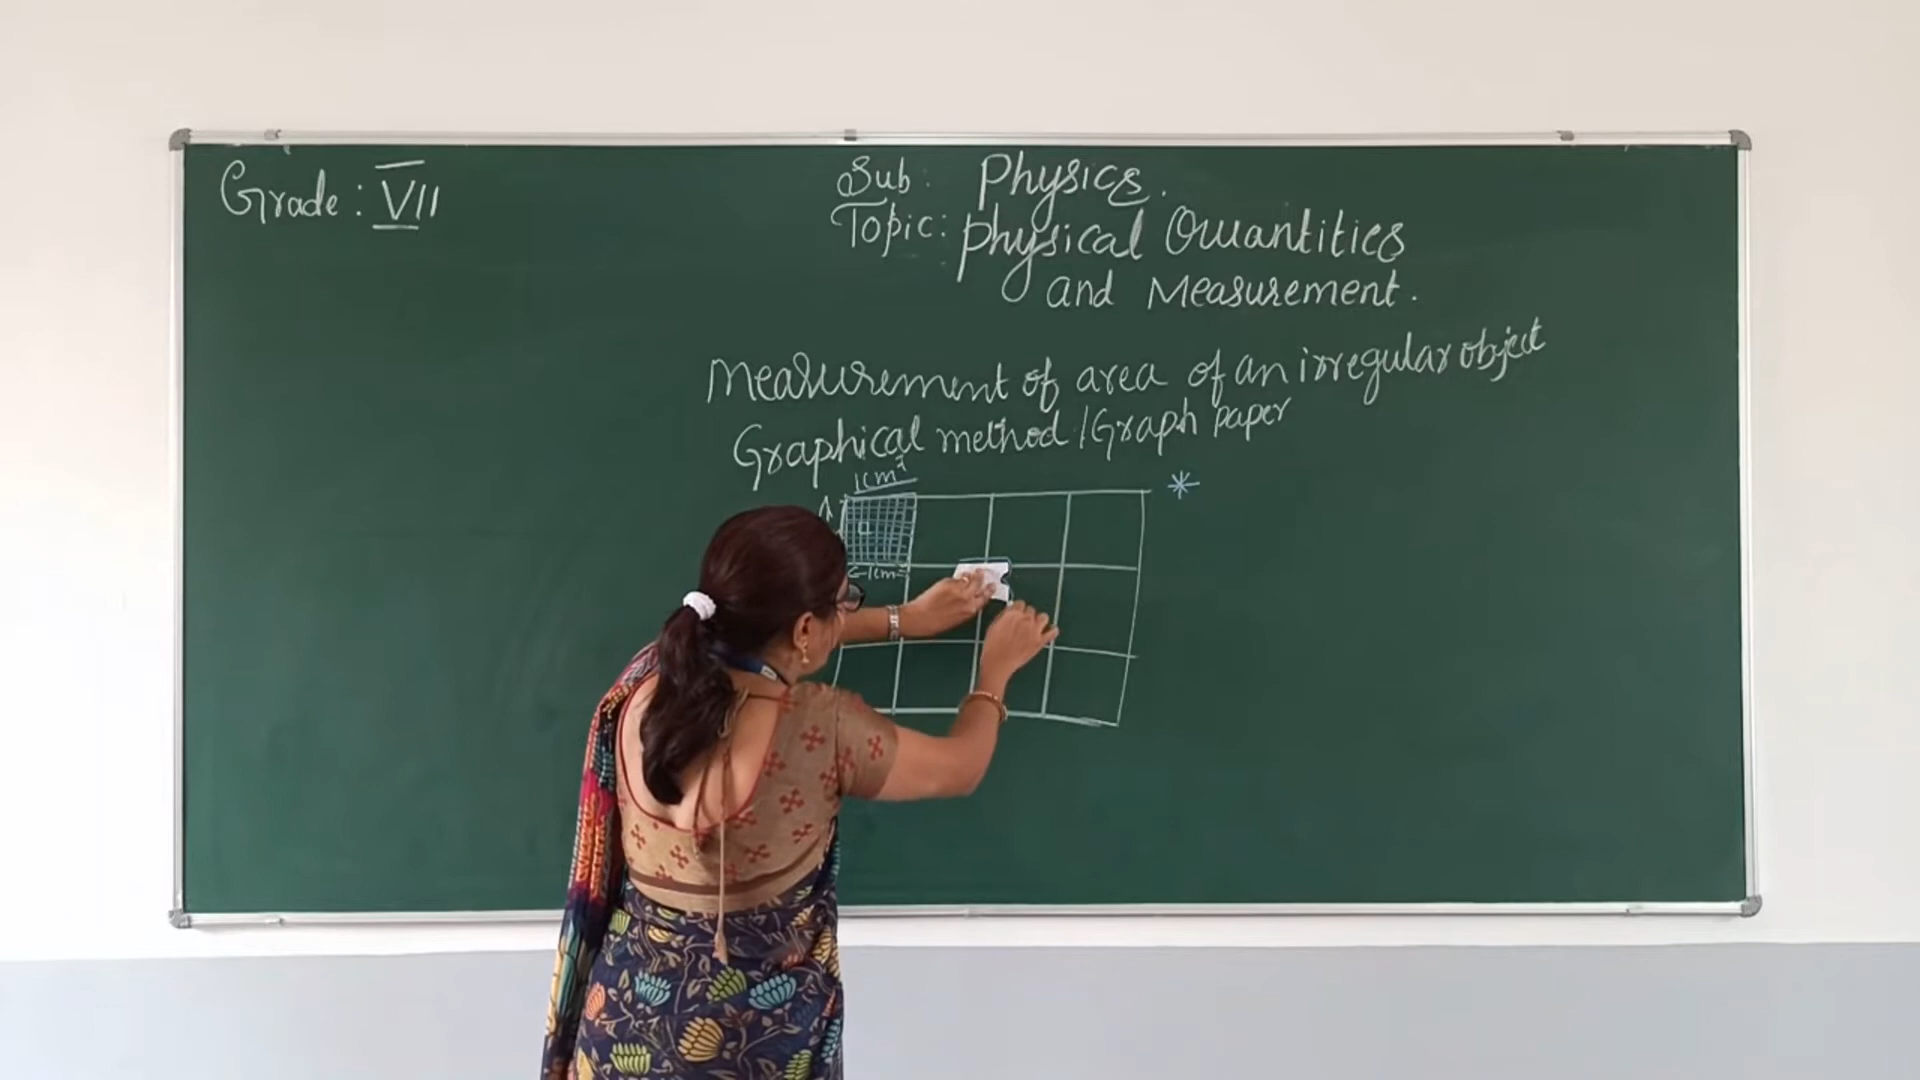 Grade : VII
Sub. Physics.
Topic: Physical Quantities
and Measurement.
Measurement of area of an irregular object
Graphical method / Graph paper
1cm²
1cm